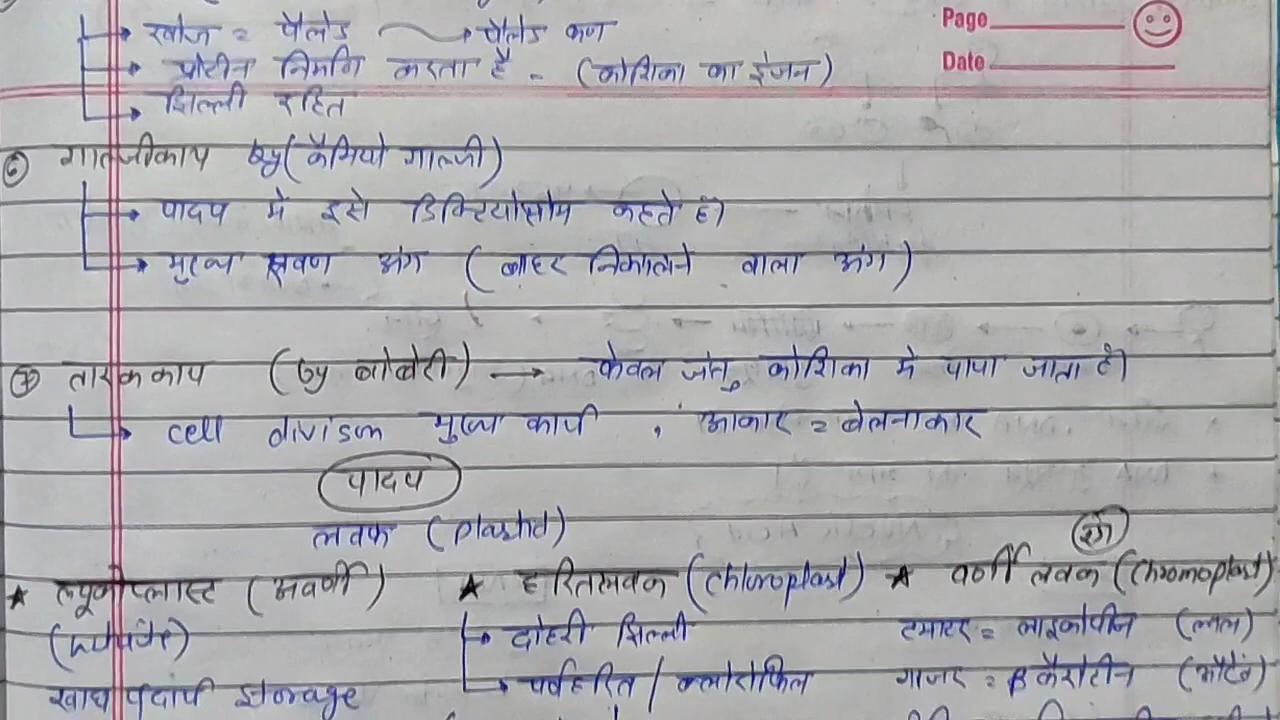 Page
Date
→ खोज = पैलेड → पैलेड कण
→ प्रोटीन निर्माण करता है - (कोशिका का इंजन)
→ झिल्ली रहित
⑥ गाल्जीकाय By (कैमियो गाल्जी)
→ पादप मे इसे डिक्टियोसोम कहते है।
→ मुख्य स्रवण अंग (बाहर निकालने वाला अंग)
⑦ तारककाय (by बोबेरी) → केवल जंतु कोशिका मे पाया जाता है।
→ cell divison मुख्य कार्य , आकार = बेलनाकार
पादप
लवक (plastid)
रंग
★ ल्यूकोप्लास्ट (अवर्णी) ★ हरितलवक (chloroplast) ★ वर्णी लवक (chromoplast)
→ दोहरी झिल्ली टमाटर = लाइकोपीन (लाल)
खाद्य पदार्थ storage → पर्णहरित / क्लोरोफिल गाजर = β कैरोटीन